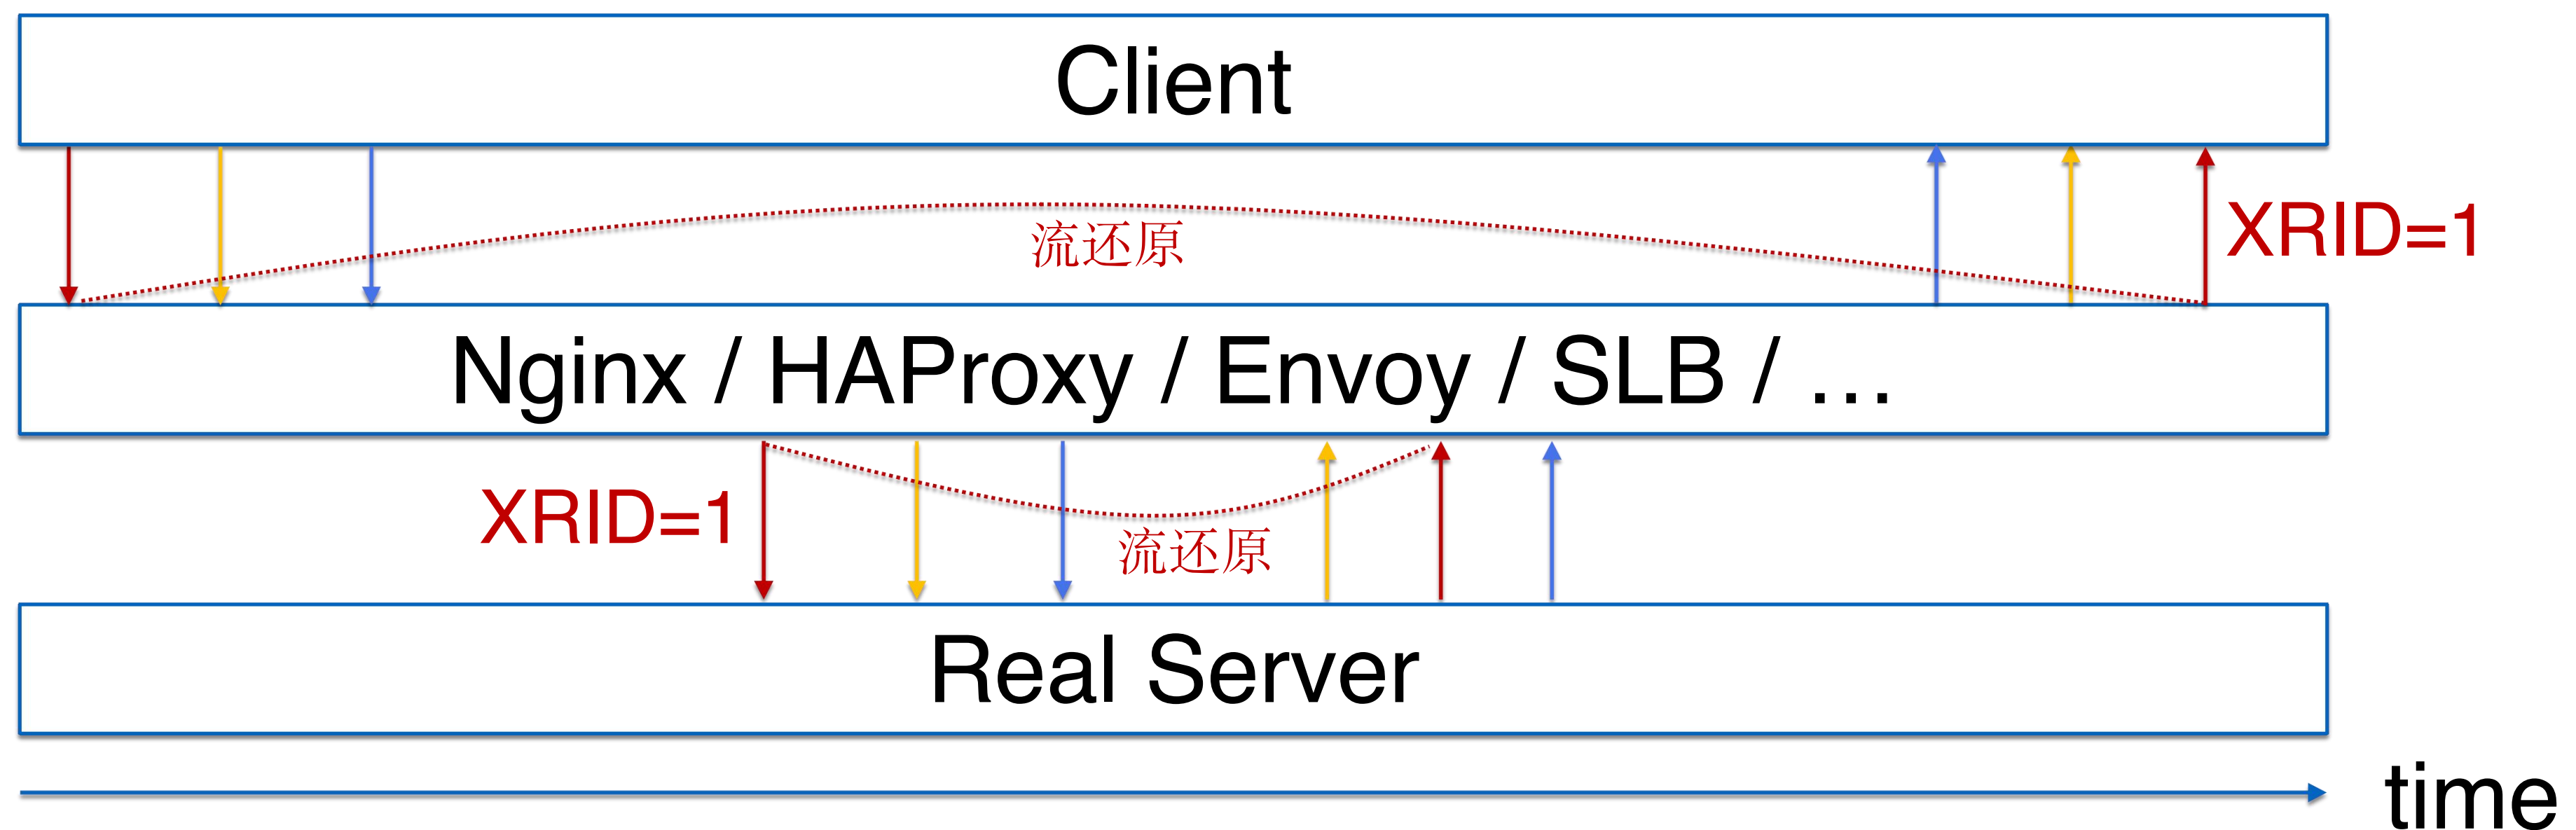 Client
XRID=1
流还原
Nginx / HAProxy / Envoy / SLB / …
XRID=1
流还原
Real Server
time